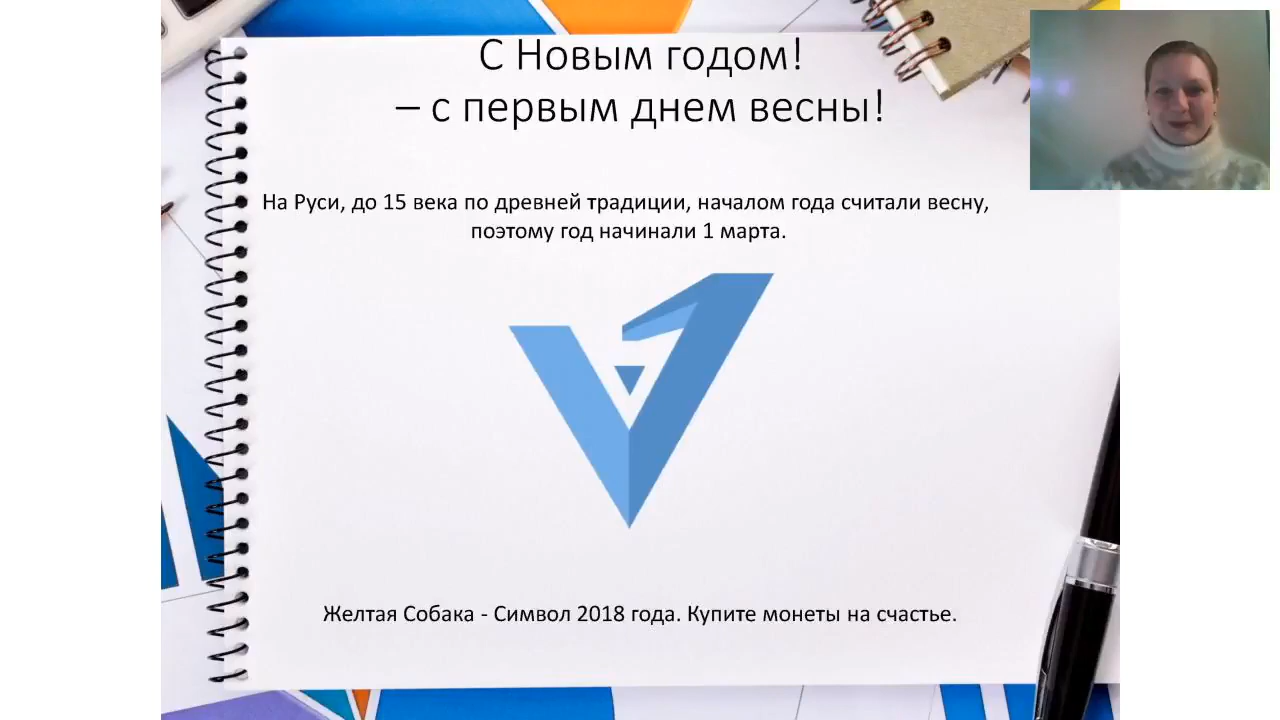 С Новым годом!
– с первым днем весны!
На Руси, до 15 века по древней традиции, началом года считали весну,
поэтому год начинали 1 марта.
Желтая Собака - Символ 2018 года. Купите монеты на счастье.